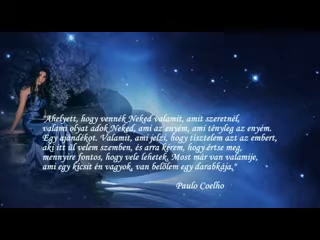 "Ahelyett, hogy vennék Neked valamit, amit szeretnél,
valami olyat adok Neked, ami az enyém, ami tényleg az enyém.
Egy ajándékot. Valamit, ami jelzi, hogy tisztelem azt az embert,
aki itt ül velem szemben, és arra kérem, hogy értse meg,
mennyire fontos, hogy vele lehetek. Most már van valamije,
ami egy kicsit én vagyok, van belőlem egy darabkája,"
Paulo Coelho